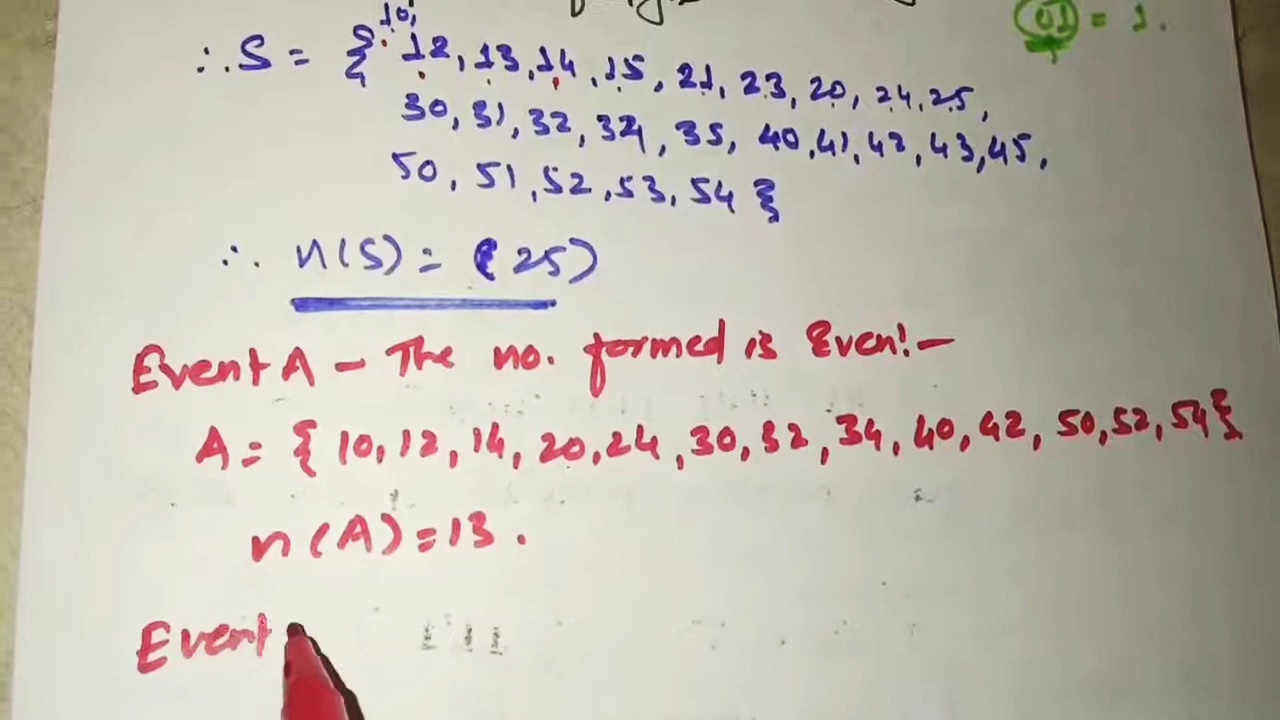 10,
01 = 1.
∴ S = { 12, 13, 14, 15, 21, 23, 20, 24, 25,
30, 31, 32, 34, 35, 40, 41, 42, 43, 45,
50, 51, 52, 53, 54 }
∴ n(S) = (25)
Event A - The no. formed is Even:-
A = { 10, 12, 14, 20, 24, 30, 32, 34, 40, 42, 50, 52, 54 }
n(A) = 13.
Event